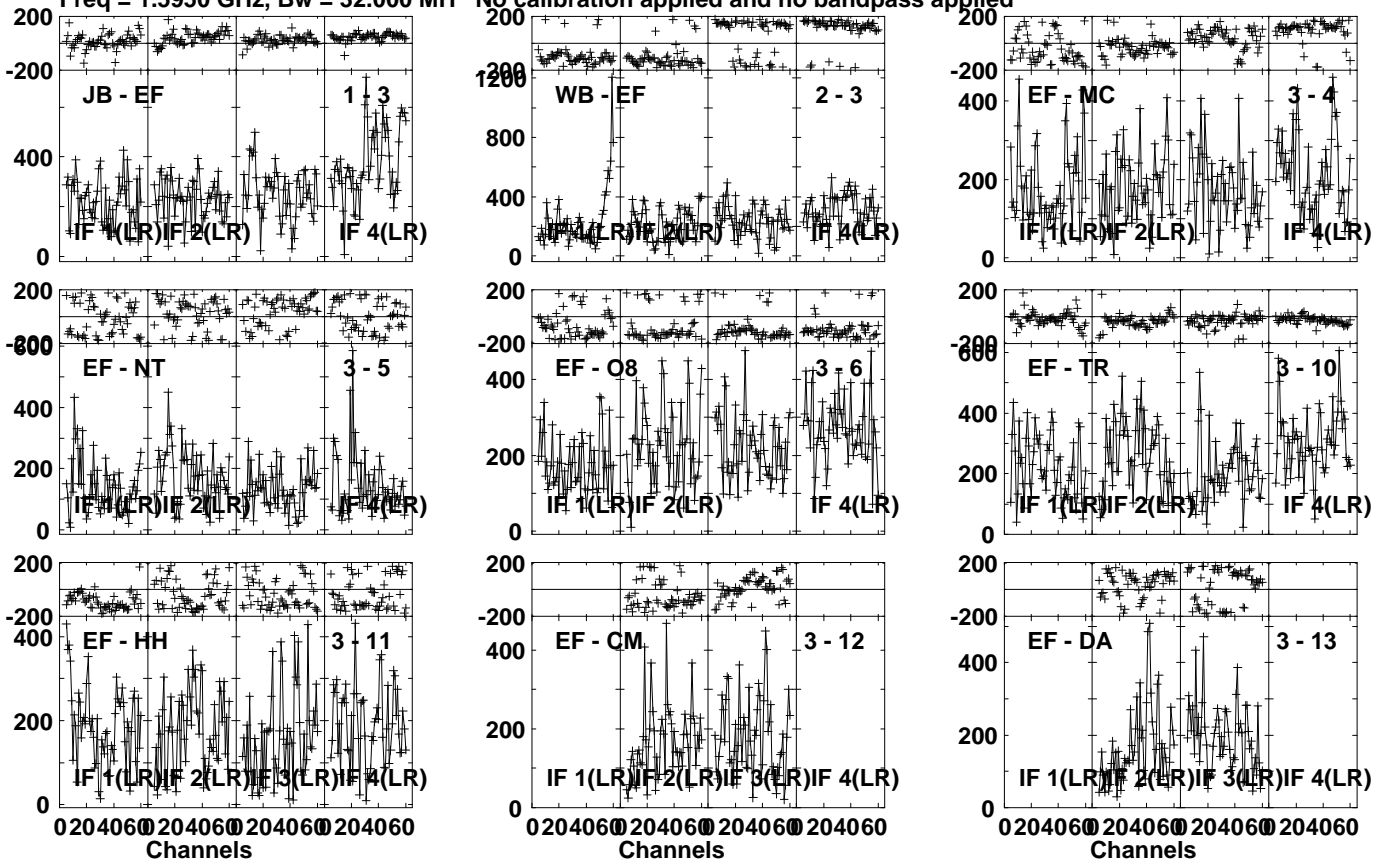 Freq = 1.5950 GHz, Bw = 32.000 MH No calibration applied and no bandpass applied
200
-200
JB - EF 1 - 3
400
0
IF 1(LR) IF 2(LR) IF 4(LR)
200
-200
1200
WB - EF 2 - 3
800
400
0
IF 1(LR) IF 2(LR) IF 4(LR)
200
-200
EF - MC 3 - 4
400
200
0
IF 1(LR) IF 2(LR) IF 4(LR)
200
-200
600
EF - NT 3 - 5
400
200
0
IF 1(LR) IF 2(LR) IF 4(LR)
200
-200
EF - O8 3 - 6
400
200
0
IF 1(LR) IF 2(LR) IF 4(LR)
200
-200
600
EF - TR 3 - 10
400
200
0
IF 1(LR) IF 2(LR) IF 4(LR)
200
-200
EF - HH 3 - 11
400
200
0
IF 1(LR) IF 2(LR) IF 3(LR) IF 4(LR)
0 20 40 60 0 20 40 60 0 20 40 60 0 20 40 60
Channels
200
-200
EF - CM 3 - 12
400
200
0
IF 1(LR) IF 2(LR) IF 3(LR) IF 4(LR)
0 20 40 60 0 20 40 60 0 20 40 60 0 20 40 60
Channels
200
-200
EF - DA 3 - 13
400
200
0
IF 1(LR) IF 2(LR) IF 3(LR) IF 4(LR)
0 20 40 60 0 20 40 60 0 20 40 60 0 20 40 60
Channels